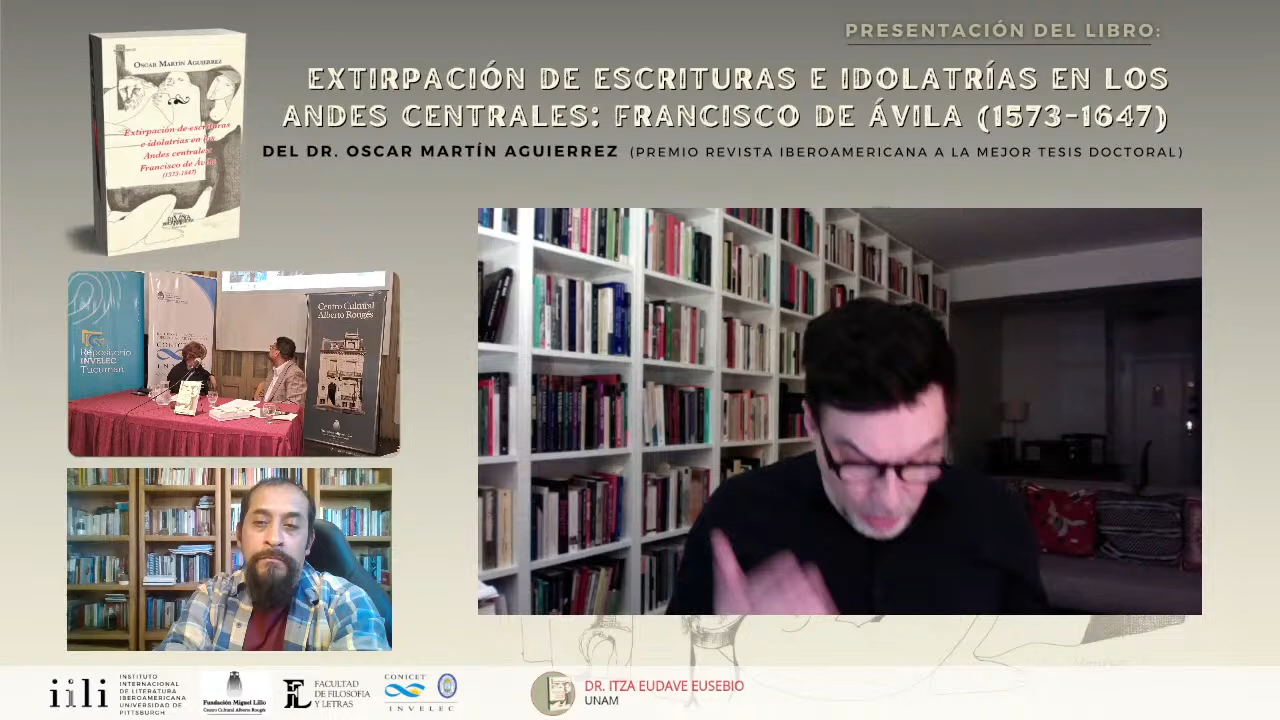 PRESENTACIÓN DEL LIBRO:
EXTIRPACIÓN DE ESCRITURAS E IDOLATRÍAS EN LOS
ANDES CENTRALES: FRANCISCO DE ÁVILA (1573-1647)
DEL DR. OSCAR MARTÍN AGUIERREZ (PREMIO REVISTA IBEROAMERICANA A LA MEJOR TESIS DOCTORAL)
OSCAR MARTÍN AGUIERREZ
Extirpación de escrituras
e idolatrías en los
Andes centrales:
Francisco de Ávila
(1573-1647)
Repositorio
INVELEC
Tucumán
Centro Cultural
Alberto Rougés
iili
INSTITUTO
INTERNACIONAL
DE LITERATURA
IBEROAMERICANA
UNIVERSIDAD DE
PITTSBURGH
Fundación Miguel Lillo
Centro Cultural Alberto Rougés
FACULTAD
DE FILOSOFIA
Y LETRAS
CONICET
INVELEC
DR. ITZA EUDAVE EUSEBIO
UNAM